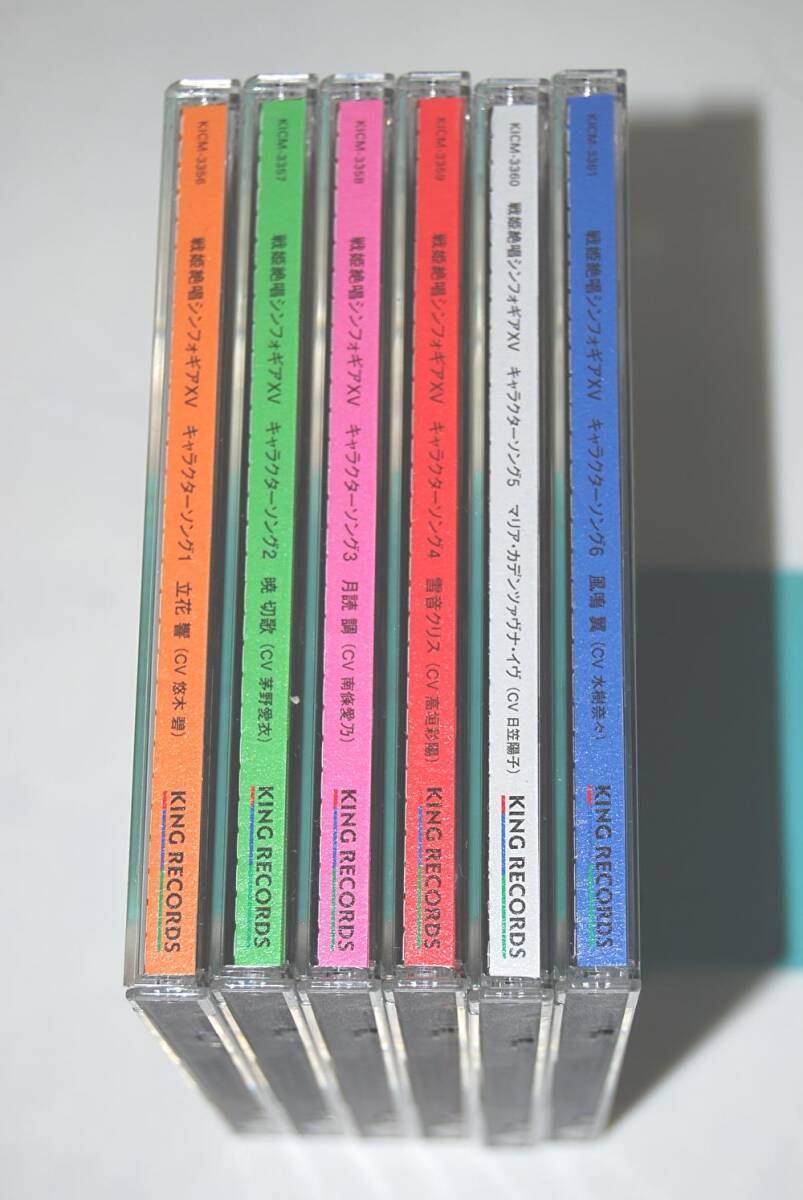 KICM-3356 戦姫絶唱シンフォギアXV キャラクターソング1 立花 響 (CV 悠木 碧) KING RECORDS
KICM-3357 戦姫絶唱シンフォギアXV キャラクターソング2 暁 切歌 (CV 茅野愛衣) KING RECORDS
KICM-3358 戦姫絶唱シンフォギアXV キャラクターソング3 月読 調 (CV 南條愛乃) KING RECORDS
KICM-3359 戦姫絶唱シンフォギアXV キャラクターソング4 雪音クリス (CV 高垣彩陽) KING RECORDS
KICM-3360 戦姫絶唱シンフォギアXV キャラクターソング5 マリア・カデンツァヴナ・イヴ (CV 日笠陽子) KING RECORDS
KICM-3361 戦姫絶唱シンフォギアXV キャラクターソング6 風鳴 翼 (CV 水樹奈々) KING RECORDS